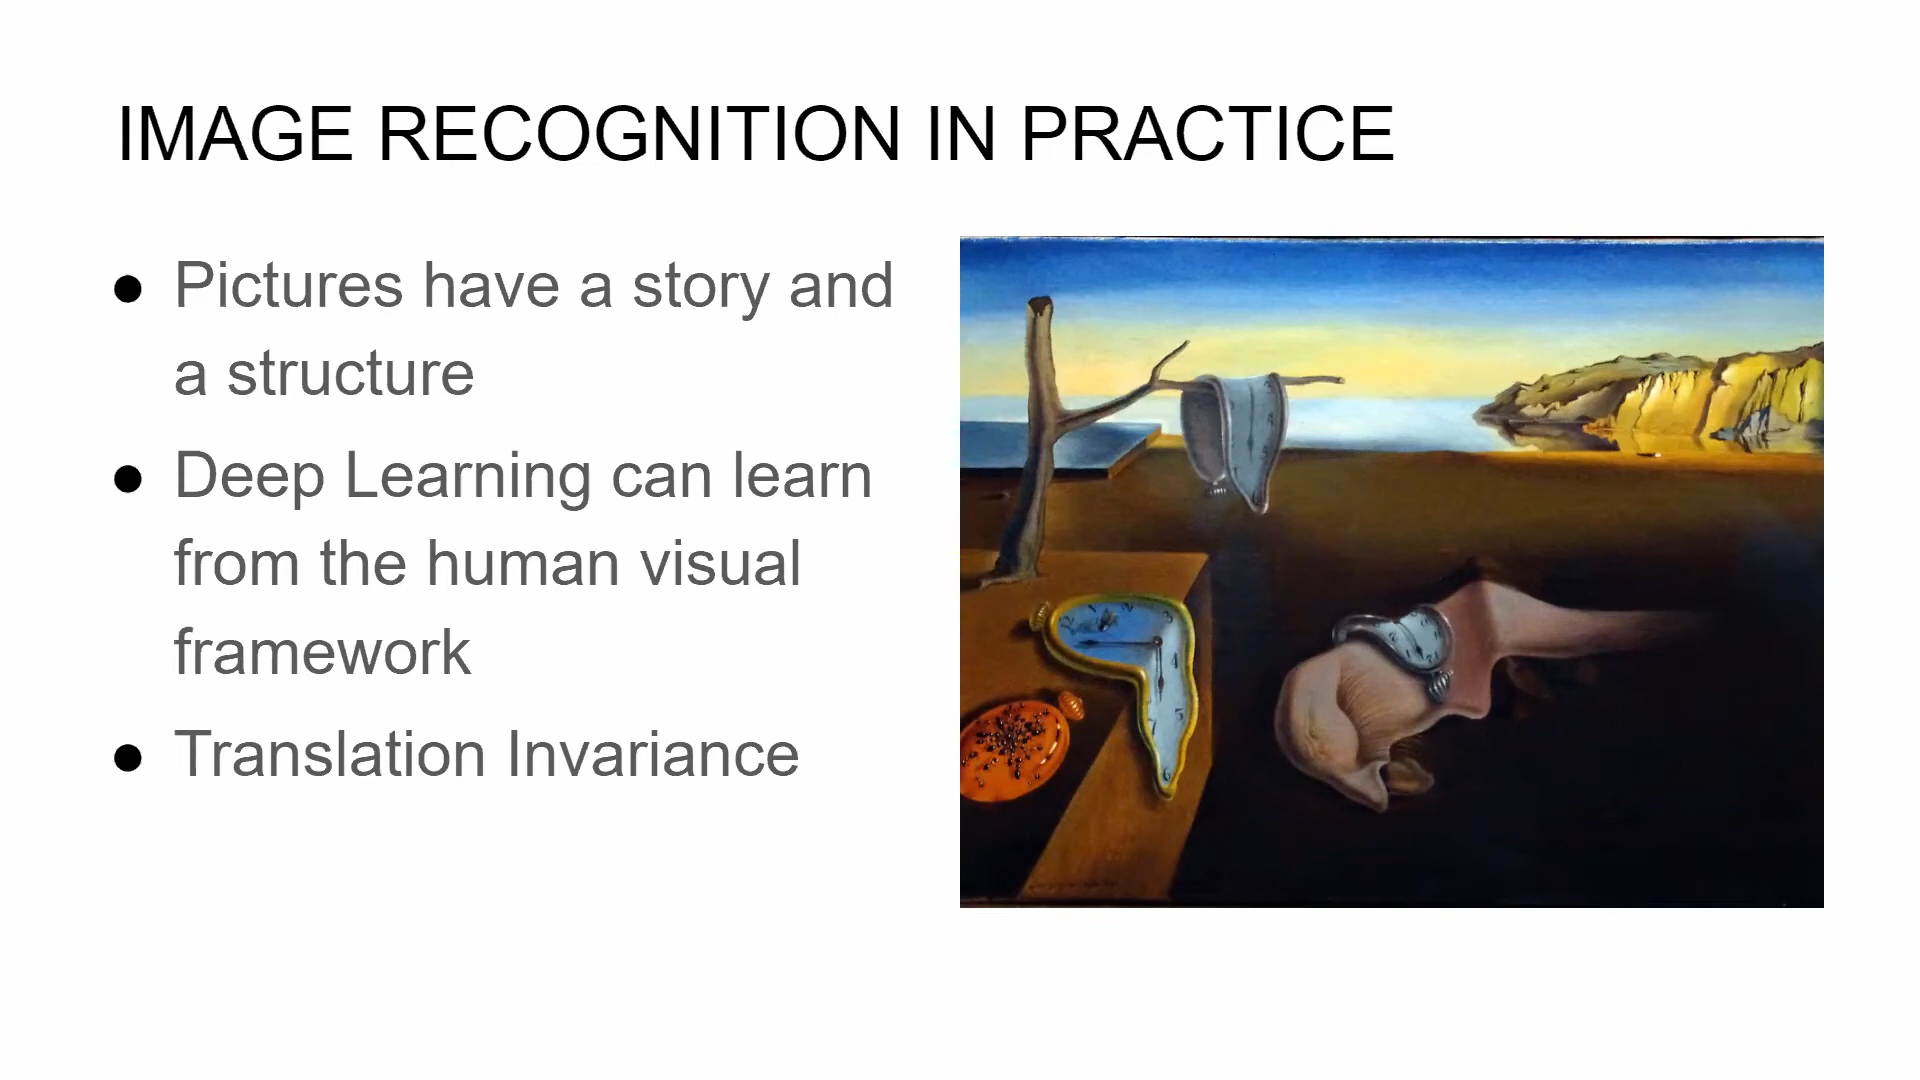 IMAGE RECOGNITION IN PRACTICE
● Pictures have a story and
a structure
● Deep Learning can learn
from the human visual
framework
● Translation Invariance